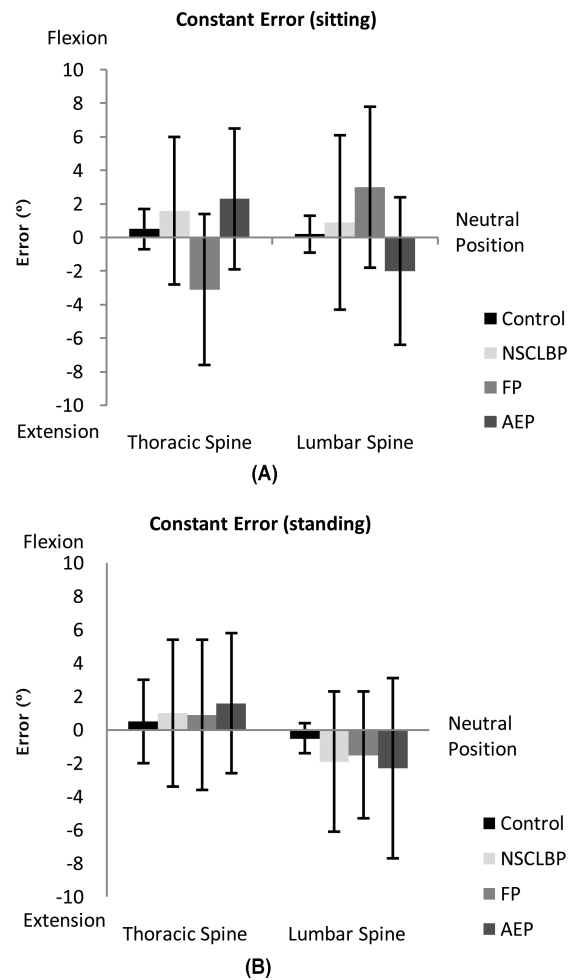 Constant Error (sitting)
Flexion
10
8
6
4
2
0
-2
-4
-6
-8
-10
Error (°)
Extension
Neutral
Position
Control
NSCLBP
FP
AEP
Thoracic Spine Lumbar Spine
(A)
Constant Error (standing)
Flexion
10
8
6
4
2
0
-2
-4
-6
-8
-10
Error (°)
Extension
Neutral
Position
Control
NSCLBP
FP
AEP
Thoracic Spine Lumbar Spine
(B)